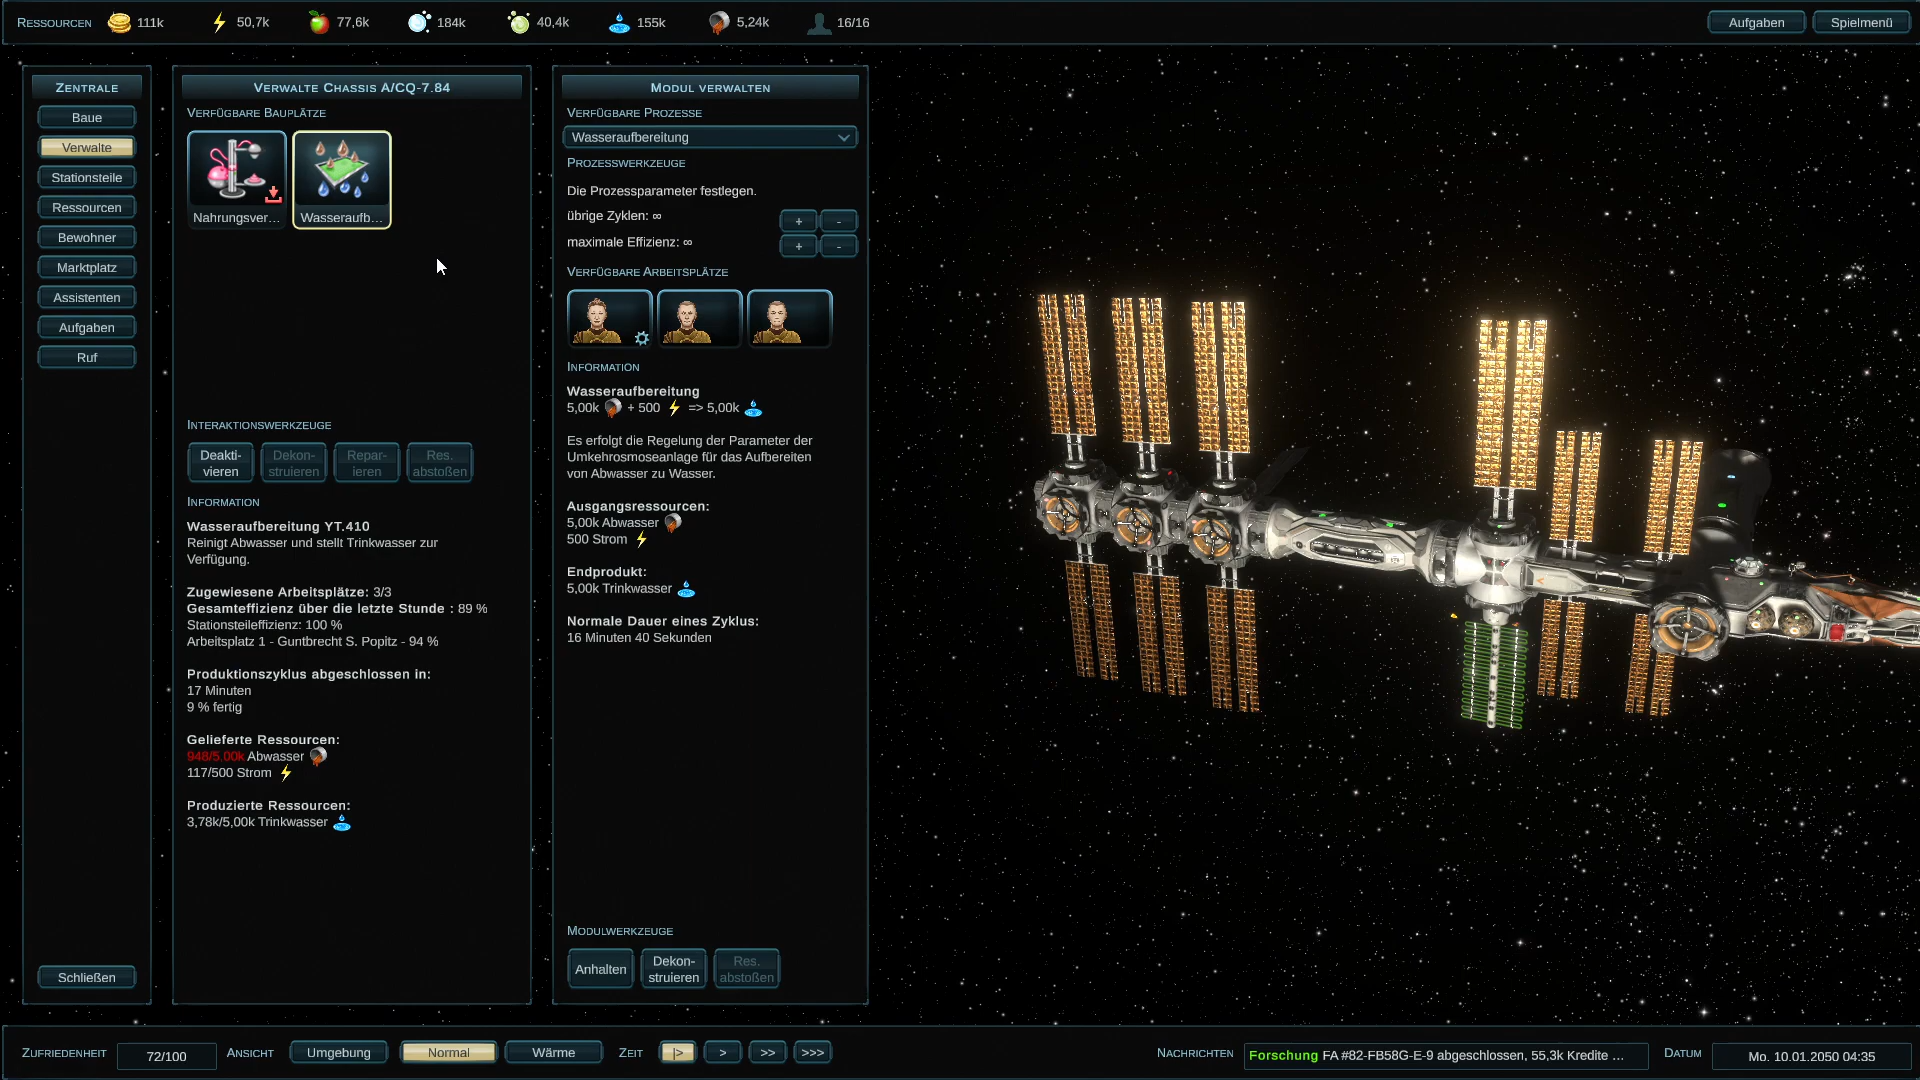 Ressourcen 111k 50,7k 77,6k 184k 40,4k 155k 5,24k 16/16 Aufgaben Spielmenü
Zentrale
Baue
Verwalte
Stationsteile
Ressourcen
Bewohner
Marktplatz
Assistenten
Aufgaben
Ruf
Schließen
Verwalte Chassis A/CQ-7.84
Verfügbare Bauplätze
Nahrungsver... Wasseraufb...
Interaktionswerkzeuge
Deakti-
vieren
Dekon-
struieren
Repar-
ieren
Res.
abstoßen
Information
Wasseraufbereitung YT.410
Reinigt Abwasser und stellt Trinkwasser zur
Verfügung.
Zugewiesene Arbeitsplätze: 3/3
Gesamteffizienz über die letzte Stunde : 89 %
Stationsteileffizienz: 100 %
Arbeitsplatz 1 - Guntbrecht S. Popitz - 94 %
Produktionszyklus abgeschlossen in:
17 Minuten
9 % fertig
Gelieferte Ressourcen:
948/5,00k Abwasser
117/500 Strom
Produzierte Ressourcen:
3,78k/5,00k Trinkwasser
Modul verwalten
Verfügbare Prozesse
Wasseraufbereitung
Prozesswerkzeuge
Die Prozessparameter festlegen.
übrige Zyklen: ∞ + -
maximale Effizienz: ∞ + -
Verfügbare Arbeitsplätze
Information
Wasseraufbereitung
5,00k + 500 => 5,00k
Es erfolgt die Regelung der Parameter der
Umkehrosmoseanlage für das Aufbereiten
von Abwasser zu Wasser.
Ausgangsressourcen:
5,00k Abwasser
500 Strom
Endprodukt:
5,00k Trinkwasser
Normale Dauer eines Zyklus:
16 Minuten 40 Sekunden
Modulwerkzeuge
Anhalten
Dekon-
struieren
Res.
abstoßen
Zufriedenheit 72/100 Ansicht Umgebung Normal Wärme Zeit |> > >> >>> Nachrichten Forschung FA #82-FB58G-E-9 abgeschlossen, 55,3k Kredite ... Datum Mo. 10.01.2050 04:35